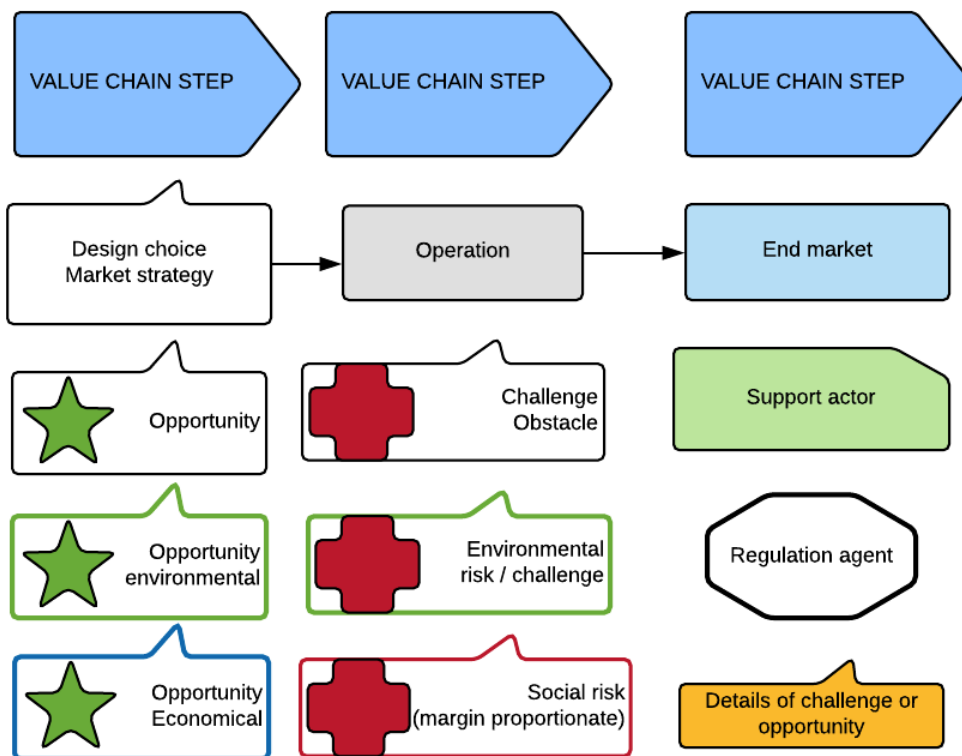 VALUE CHAIN STEP
VALUE CHAIN STEP
VALUE CHAIN STEP
Design choice
Market strategy
Operation
End market
Opportunity
Challenge
Obstacle
Support actor
Opportunity
environmental
Environmental
risk / challenge
Regulation agent
Opportunity
Economical
Social risk
(margin proportionate)
Details of challenge or
opportunity